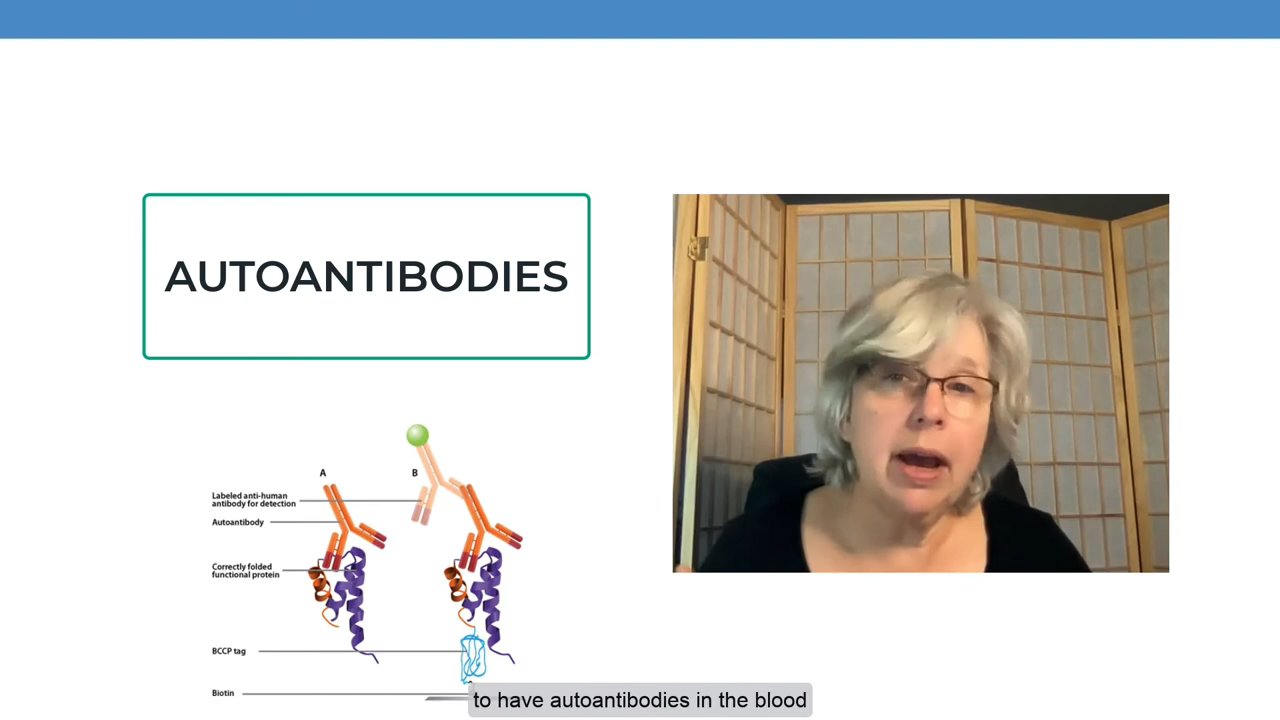 AUTOANTIBODIES
A
B
Labeled anti-human
antibody for detection
Autoantibody
Correctly folded
functional protein
BCCP tag
Biotin
to have autoantibodies in the blood